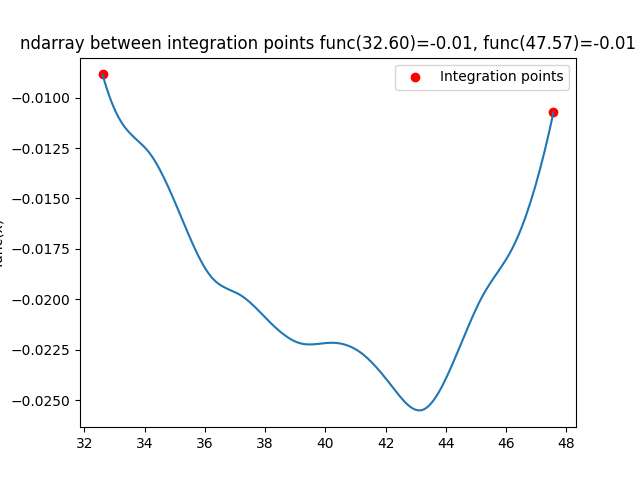 ndarray between integration points func(32.60)=-0.01, func(47.57)=-0.01
Integration points
−0.0100
−0.0125
−0.0150
−0.0175
−0.0200
−0.0225
−0.0250
32 34 36 38 40 42 44 46 48